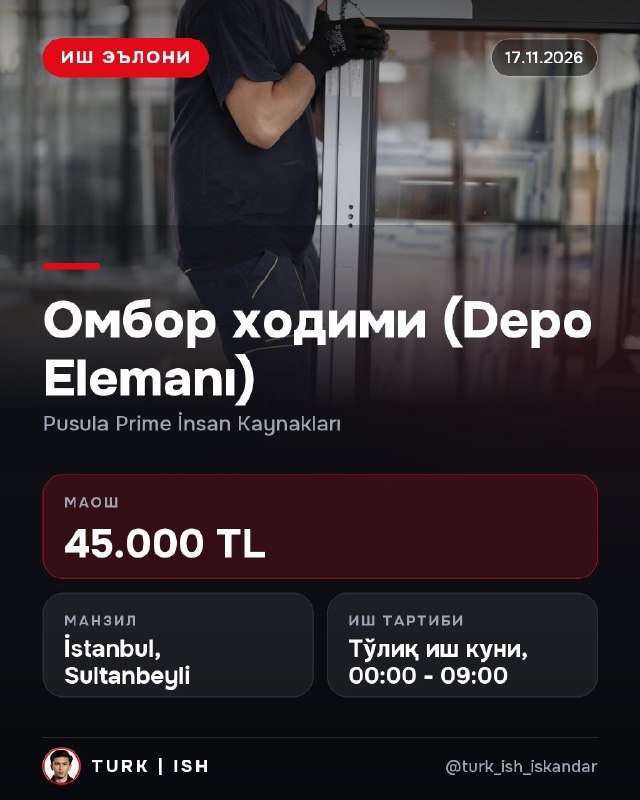 ИШ ЭЪЛОНИ
17.11.2026
Омбор ходими (Depo
Elemanı)
Pusula Prime İnsan Kaynakları
МАОШ
45.000 TL
МАНЗИЛ
İstanbul,
Sultanbeyli
ИШ ТАРТИБИ
Тўлиқ иш куни,
00:00 - 09:00
TURK | ISH
@turk_ish_iskandar